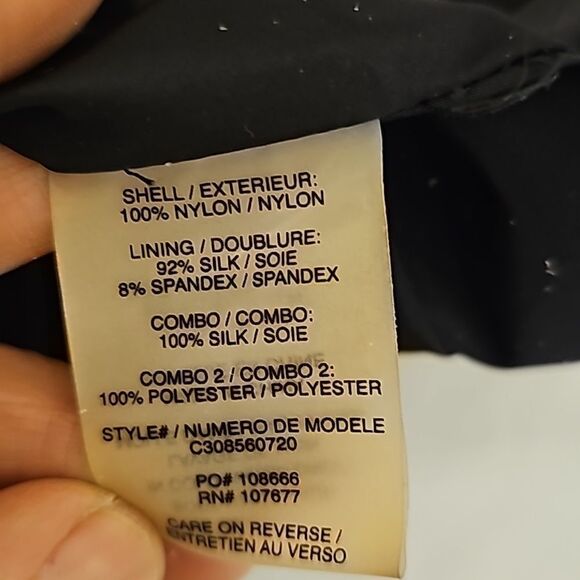 SHELL / EXTERIEUR:
100% NYLON / NYLON
LINING / DOUBLURE:
92% SILK / SOIE
8% SPANDEX / SPANDEX
COMBO / COMBO:
100% SILK / SOIE
COMBO 2 / COMBO 2:
100% POLYESTER / POLYESTER
STYLE# / NUMERO DE MODELE
C308560720
PO# 108666
RN# 107677
CARE ON REVERSE /
ENTRETIEN AU VERSO